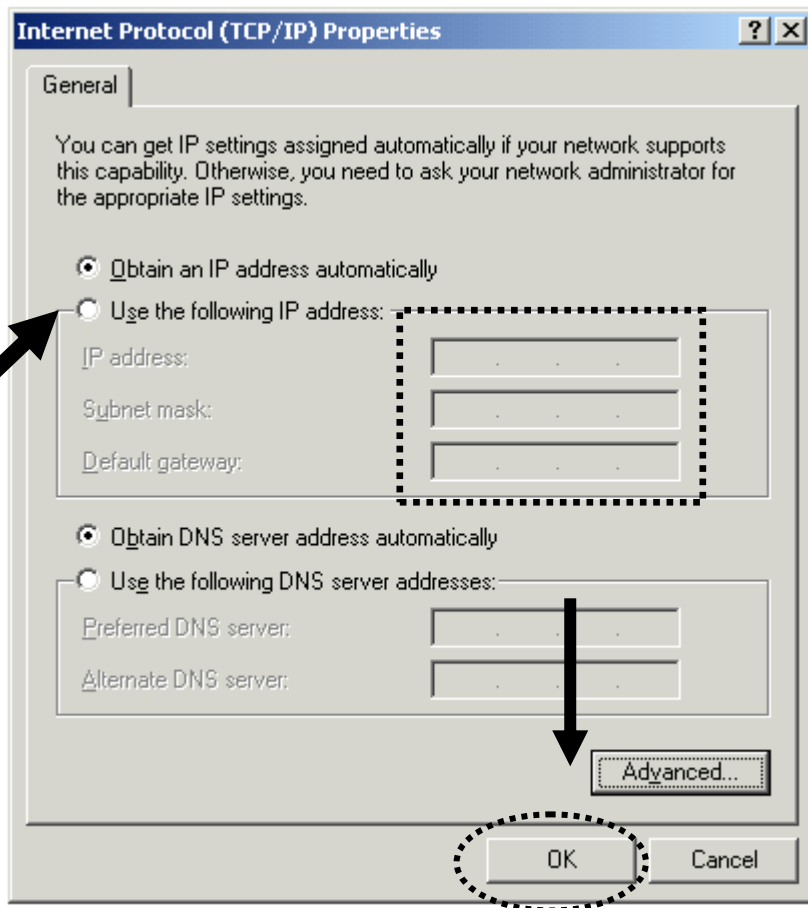 Internet Protocol (TCP/IP) Properties
General
You can get IP settings assigned automatically if your network supports
this capability. Otherwise, you need to ask your network administrator for
the appropriate IP settings.
Obtain an IP address automatically
Use the following IP address:
IP address:
Subnet mask:
Default gateway:
Obtain DNS server address automatically
Use the following DNS server addresses:
Preferred DNS server:
Alternate DNS server:
Advanced...
OK
Cancel